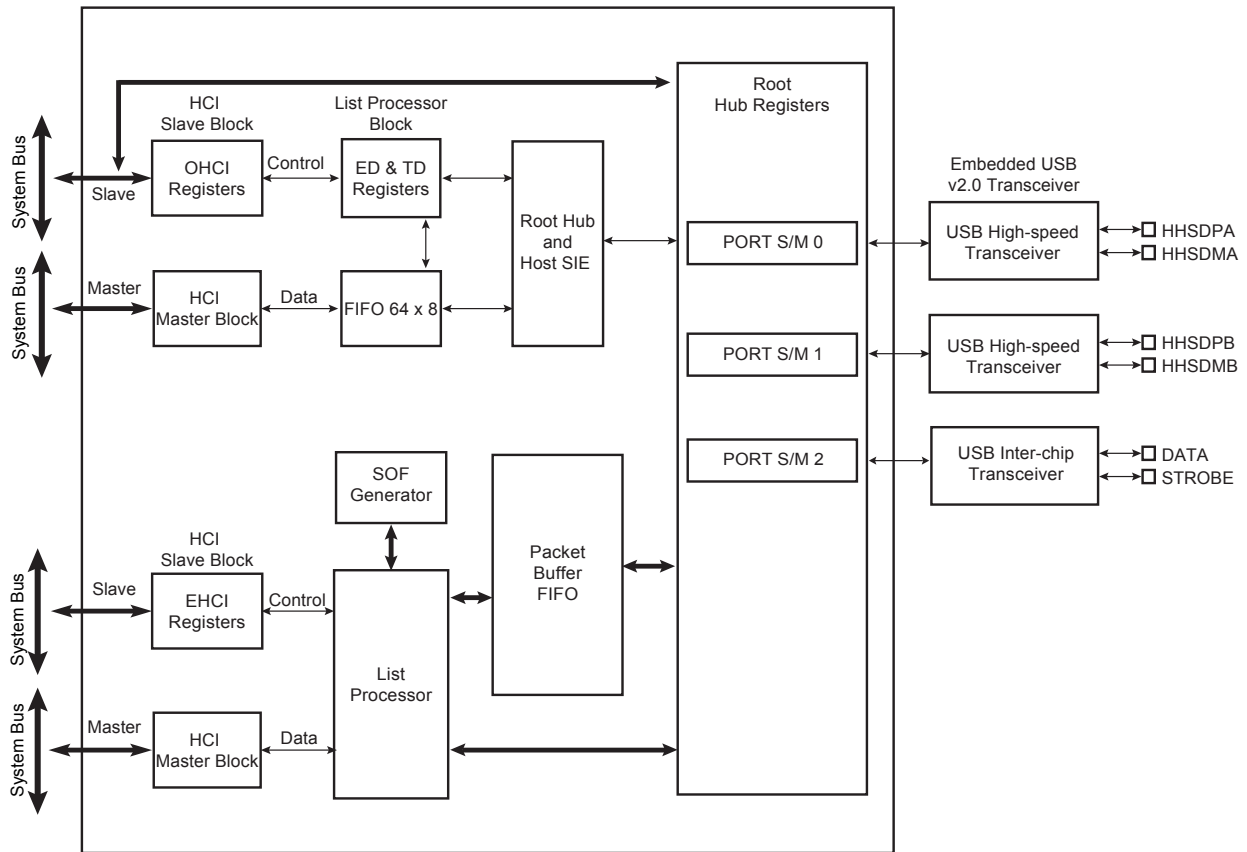 Root
Hub Registers
HCI
Slave Block
List Processor
Block
System Bus
Slave
OHCI
Registers
Control
ED & TD
Registers
Root Hub
and
Host SIE
Embedded USB
v2.0 Transceiver
PORT S/M 0
USB High-speed
Transceiver
HHSDPA
HHSDMA
System Bus
Master
HCI
Master Block
Data
FIFO 64 x 8
PORT S/M 1
USB High-speed
Transceiver
HHSDPB
HHSDMB
PORT S/M 2
USB Inter-chip
Transceiver
DATA
STROBE
SOF
Generator
Packet
Buffer
FIFO
HCI
Slave Block
System Bus
Slave
EHCI
Registers
Control
List
Processor
System Bus
Master
HCI
Master Block
Data